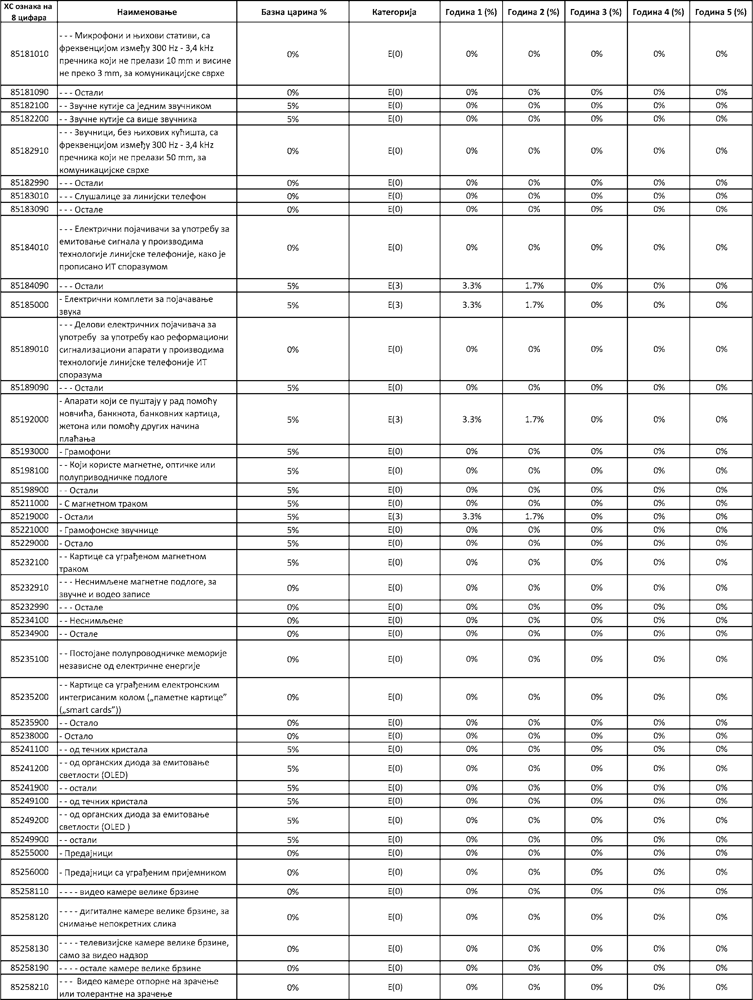 ХС ознака на 8 цифара Наименовање Базна царина % Категорија Година 1 (%) Година 2 (%) Година 3 (%) Година 4 (%) Година 5 (%)
85181010 - - - Микрофони и њихови стативи, са
фреквенцијом између 300 Hz - 3,4 kHz
пречника који не прелази 10 mm и висине
не преко 3 mm, за комуникацијске сврхе 0% E(0) 0% 0% 0% 0% 0%
85181090 - - - Остали 0% E(0) 0% 0% 0% 0% 0%
85182100 - - Звучне кутије са једним звучником 5% E(0) 0% 0% 0% 0% 0%
85182200 - - Звучне кутије са више звучника 5% E(0) 0% 0% 0% 0% 0%
85182910 - - - Звучници, без њихових кућишта, са
фреквенцијом између 300 Hz - 3,4 kHz
пречника који не прелази 50 mm, за
комуникацијске сврхе 0% E(0) 0% 0% 0% 0% 0%
85182990 - - - Остали 0% E(0) 0% 0% 0% 0% 0%
85183010 - - - Слушалице за линијски телефон 0% E(0) 0% 0% 0% 0% 0%
85183090 - - - Остале 0% E(0) 0% 0% 0% 0% 0%
85184010 - - - Електрични појачивачи за употребу за
емитовање сигнала у производима
технологије линијске телефоније, како је
прописано ИТ споразумом 0% E(0) 0% 0% 0% 0% 0%
85184090 - - - Остали 5% E(3) 3.3% 1.7% 0% 0% 0%
85185000 - Електрични комплети за појачавање
звука 5% E(3) 3.3% 1.7% 0% 0% 0%
85189010 - - - Делови електричних појачивача за
употребу за употребу као реформациони
сигнализациони апарати у производима
технологије линијске телефоније ИТ
споразума 0% E(0) 0% 0% 0% 0% 0%
85189090 - - - Остали 5% E(0) 0% 0% 0% 0% 0%
85192000 - Апарати који се пуштају у рад помоћу
новчића, банкнота, банковних картица,
жетона или помоћу других начина
плаћања 5% E(3) 3.3% 1.7% 0% 0% 0%
85193000 - Грамофони 5% E(0) 0% 0% 0% 0% 0%
85198100 - - Који користе магнетне, оптичке или
полуприводничке подлоге 5% E(0) 0% 0% 0% 0% 0%
85198900 - - Остали 5% E(0) 0% 0% 0% 0% 0%
85211000 - С магнетном траком 5% E(0) 0% 0% 0% 0% 0%
85219000 - Остали 5% E(3) 3.3% 1.7% 0% 0% 0%
85221000 - Грамофонске звучнице 5% E(0) 0% 0% 0% 0% 0%
85229000 - Остало 5% E(0) 0% 0% 0% 0% 0%
85232100 - - Картице са уграђеном магнетном
траком 5% E(0) 0% 0% 0% 0% 0%
85232910 - - - Неснимљене магнетне подлоге, за
звучне и водео записе 0% E(0) 0% 0% 0% 0% 0%
85232990 - - - Остале 0% E(0) 0% 0% 0% 0% 0%
85234100 - - Неснимљене 0% E(0) 0% 0% 0% 0% 0%
85234900 - - Остале 0% E(0) 0% 0% 0% 0% 0%
85235100 - - Постојане полупроводничке меморије
независне од електричне енергије 0% E(0) 0% 0% 0% 0% 0%
85235200 - - Картице са уграђеним електронским
интегрисаним колом („паметне картице”
(„smart cards”)) 0% E(0) 0% 0% 0% 0% 0%
85235900 - - Остало 0% E(0) 0% 0% 0% 0% 0%
85238000 - Остало 0% E(0) 0% 0% 0% 0% 0%
85241100 - - од течних кристала 5% E(0) 0% 0% 0% 0% 0%
85241200 - - од органских диода за емитовање
светлости (OLED) 5% E(0) 0% 0% 0% 0% 0%
85241900 - - остали 5% E(0) 0% 0% 0% 0% 0%
85249100 - - од течних кристала 5% E(0) 0% 0% 0% 0% 0%
85249200 - - од органских диода за емитовање
светлости (OLED ) 5% E(0) 0% 0% 0% 0% 0%
85249900 - - остали 5% E(0) 0% 0% 0% 0% 0%
85255000 - Предајници 0% E(0) 0% 0% 0% 0% 0%
85256000 - Предајници са уграђеним пријемником 0% E(0) 0% 0% 0% 0% 0%
85258110 - - - - видео камере велике брзине 0% E(0) 0% 0% 0% 0% 0%
85258120 - - - - дигиталне камере велике брзине, за
снимање непокретних слика 0% E(0) 0% 0% 0% 0% 0%
85258130 - - - - телевизијске камере велике брзине,
само за видео надзор 0% E(0) 0% 0% 0% 0% 0%
85258190 - - - - остале камере велике брзине 0% E(0) 0% 0% 0% 0% 0%
85258210 - - - Видео камере отпорне на зрачење
или толерантне на зрачење 0% E(0) 0% 0% 0% 0% 0%